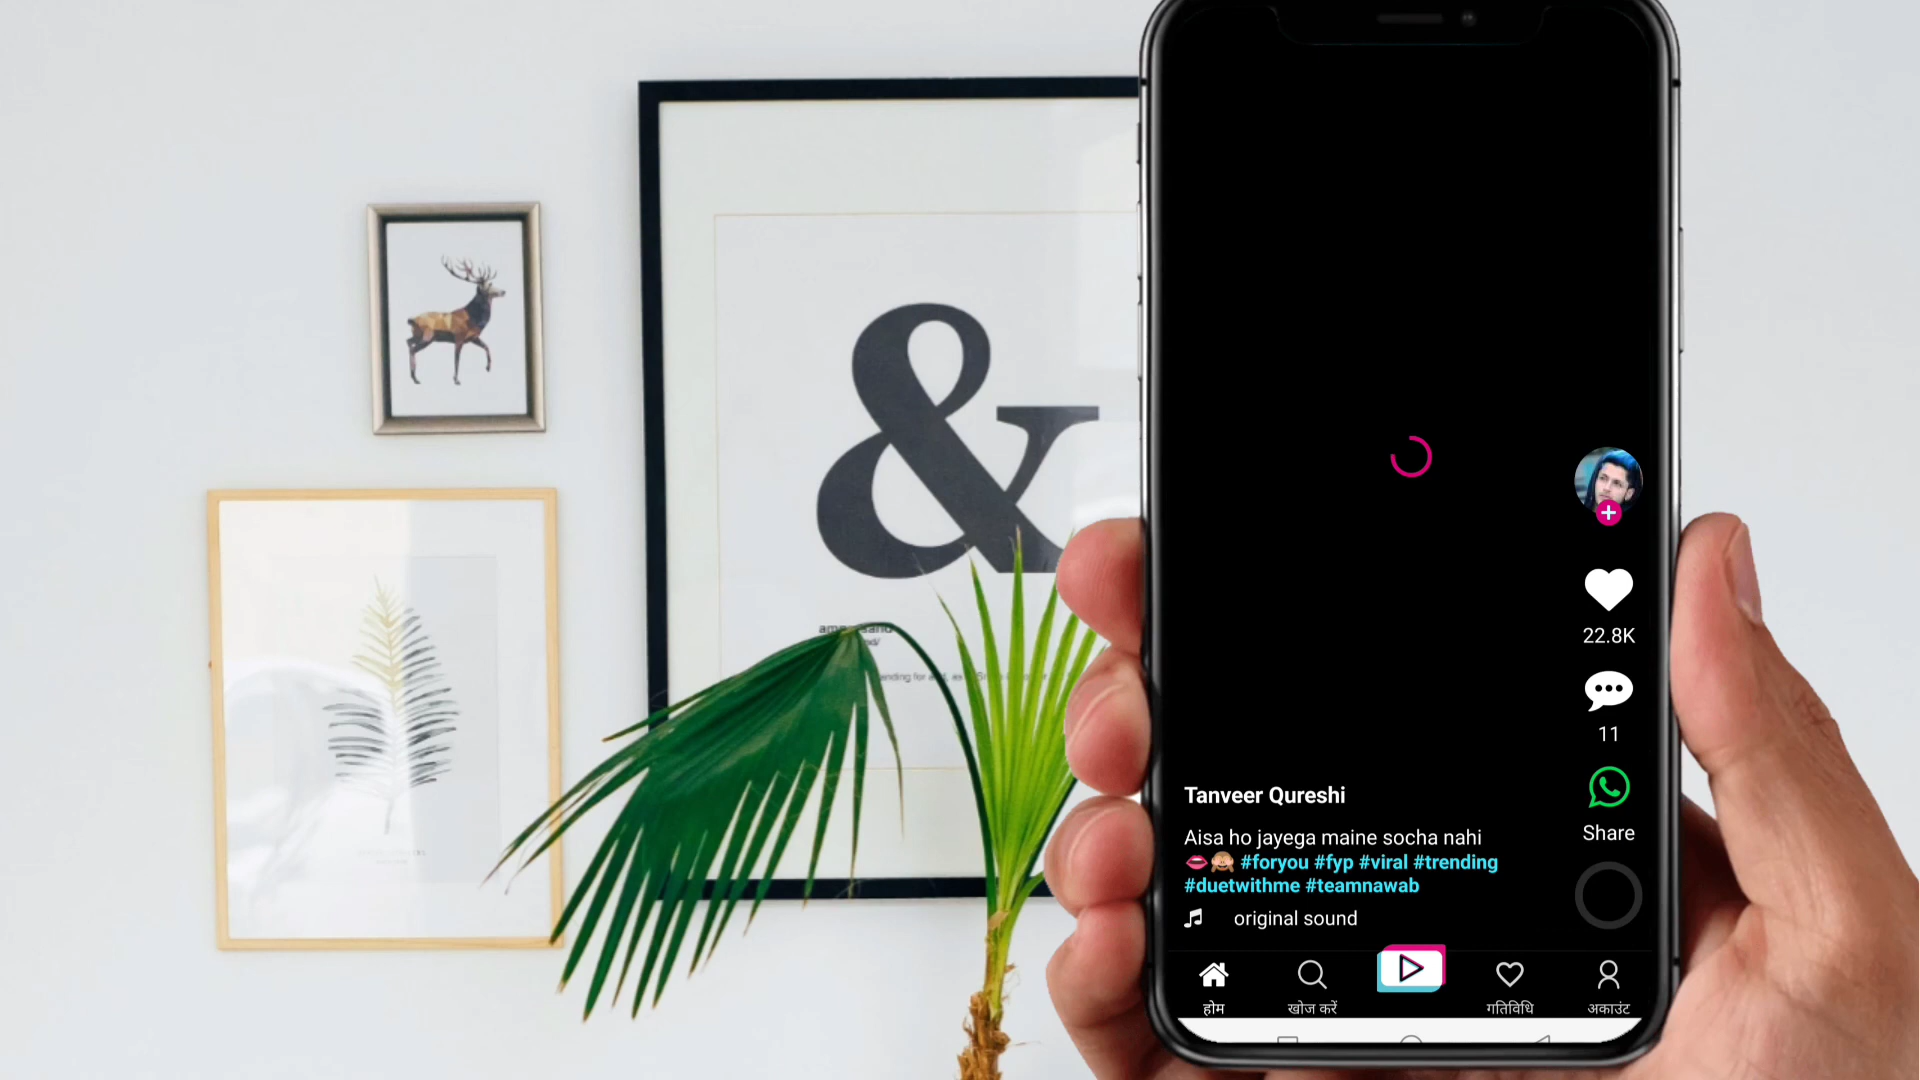 &
Tanveer Qureshi
Aisa ho jayega maine socha nahi
#foryou #fyp #viral #trending
#duetwithme #teamnawab
original sound
22.8K
11
Share
होम
खोज करें
गतिविधि
अकाउंट